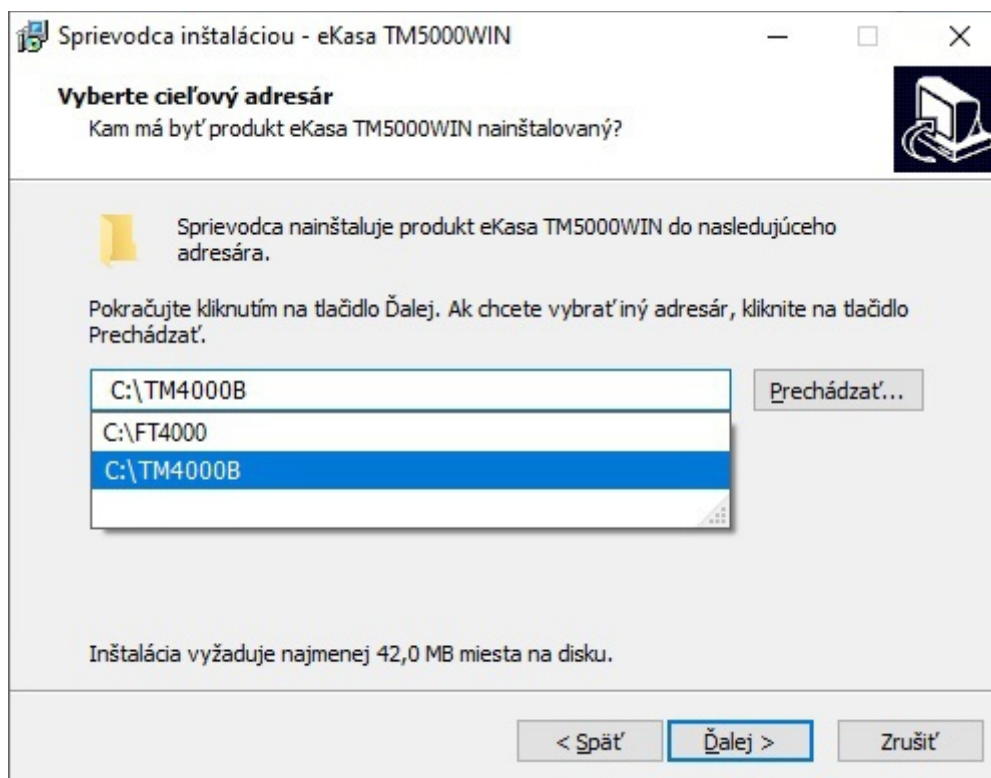 Sprievodca inštaláciou - eKasa TM5000WIN
Vyberte cieľový adresár
Kam má byť produkt eKasa TM5000WIN nainštalovaný?
Sprievodca nainštaluje produkt eKasa TM5000WIN do nasledujúceho
adresára.
Pokračujte kliknutím na tlačidlo Ďalej. Ak chcete vybrať iný adresár, kliknite na tlačidlo
Prechádzať.
C:\TM4000B
Prechádzať...
C:\FT4000
C:\TM4000B
Inštalácia vyžaduje najmenej 42,0 MB miesta na disku.
< Späť
Ďalej >
Zrušiť